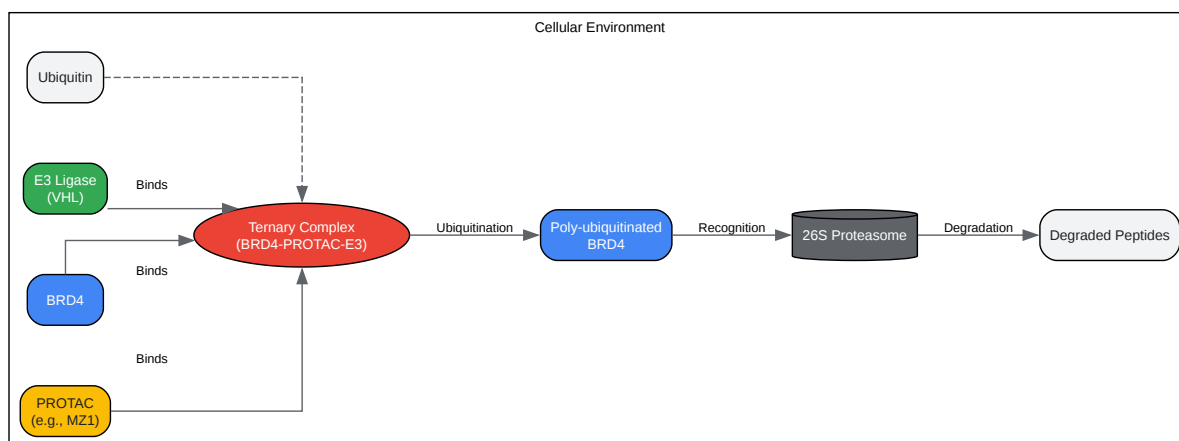 Cellular Environment
Ubiquitin
E3 Ligase
(VHL)
Binds
Ternary Complex
(BRD4-PROTAC-E3)
Ubiquitination
Poly-ubiquitinated
BRD4
Recognition
26S Proteasome
Degradation
Degraded Peptides
Binds
BRD4
Binds
PROTAC
(e.g., MZ1)